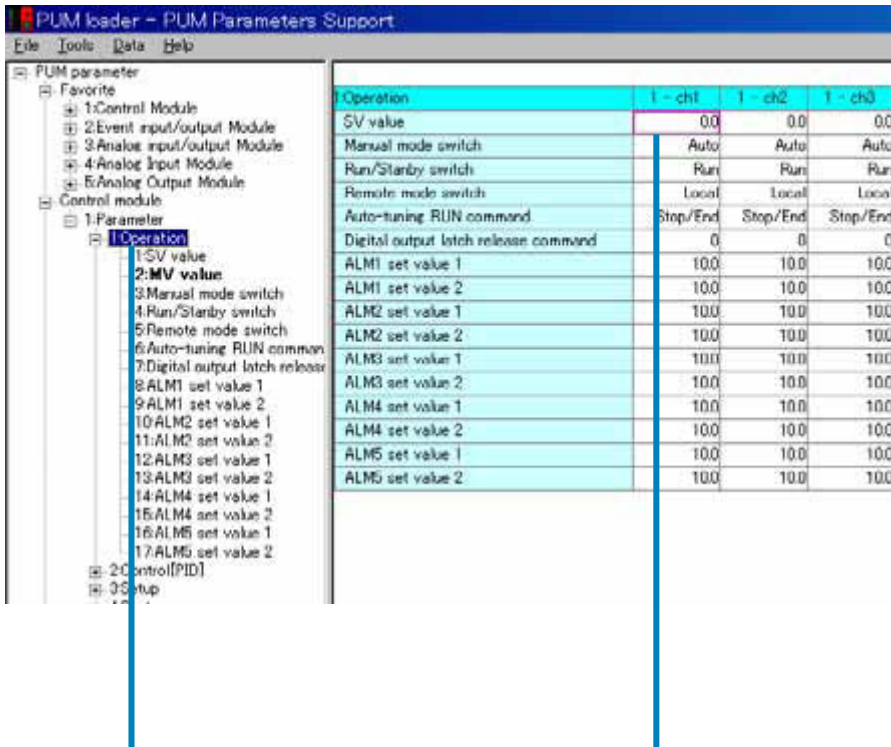 PUM loader - PUM Parameters Support
File Tools Data Help
PUM parameter
Favorite
1:Control Module
2:Event input/output Module
3:Analog input/output Module
4:Analog Input Module
5:Analog Output Module
Control module
1:Parameter
1:Operation
1:SV value
2:MV value
3:Manual mode switch
4:Run/Stanby switch
5:Remote mode switch
6:Auto-tuning RUN comman
7:Digital output latch release
8:ALM1 set value 1
9:ALM1 set value 2
10:ALM2 set value 1
11:ALM2 set value 2
12:ALM3 set value 1
13:ALM3 set value 2
14:ALM4 set value 1
15:ALM4 set value 2
16:ALM5 set value 1
17:ALM5 set value 2
2:Control[PID]
3:Setup
1:Operation 1 - ch1 1 - ch2 1 - ch3
SV value 0.0 0.0 0.0
Manual mode switch Auto Auto Auto
Run/Stanby switch Run Run Run
Remote mode switch Local Local Local
Auto-tuning RUN command Stop/End Stop/End Stop/End
Digital output latch release command 0 0 0
ALM1 set value 1 10.0 10.0 10.0
ALM1 set value 2 10.0 10.0 10.0
ALM2 set value 1 10.0 10.0 10.0
ALM2 set value 2 10.0 10.0 10.0
ALM3 set value 1 10.0 10.0 10.0
ALM3 set value 2 10.0 10.0 10.0
ALM4 set value 1 10.0 10.0 10.0
ALM4 set value 2 10.0 10.0 10.0
ALM5 set value 1 10.0 10.0 10.0
ALM5 set value 2 10.0 10.0 10.0